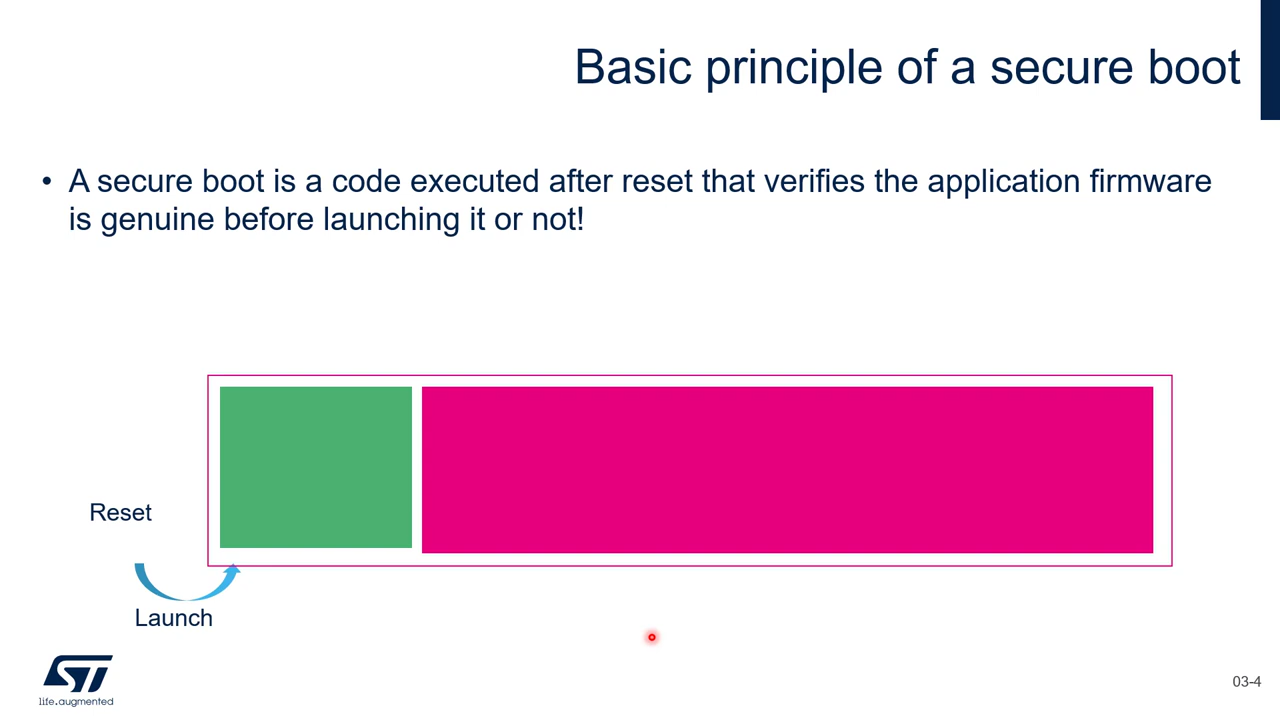 Basic principle of a secure boot
• A secure boot is a code executed after reset that verifies the application firmware
is genuine before launching it or not!
Reset
Launch
ST
life.augmented
03-4